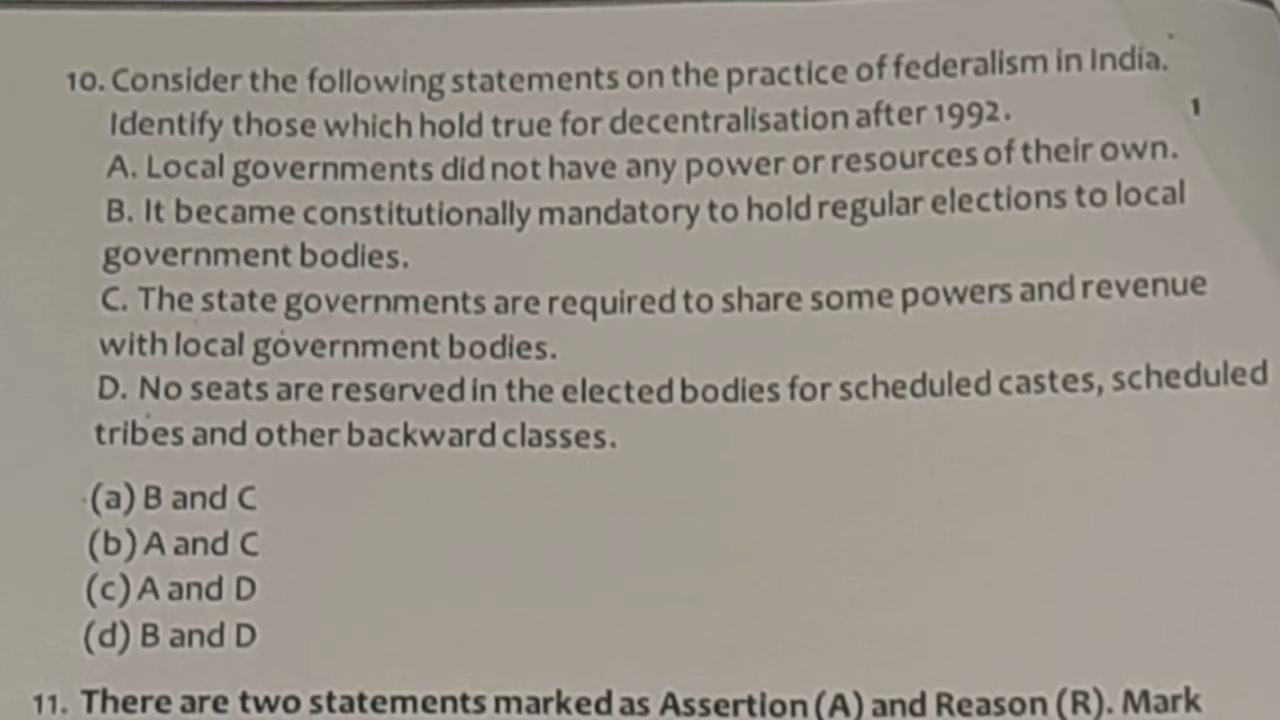 10. Consider the following statements on the practice of federalism in India.
Identify those which hold true for decentralisation after 1992. 1
A. Local governments did not have any power or resources of their own.
B. It became constitutionally mandatory to hold regular elections to local
government bodies.
C. The state governments are required to share some powers and revenue
with local government bodies.
D. No seats are reserved in the elected bodies for scheduled castes, scheduled
tribes and other backward classes.
(a) B and C
(b) A and C
(c) A and D
(d) B and D
11. There are two statements marked as Assertion (A) and Reason (R). Mark